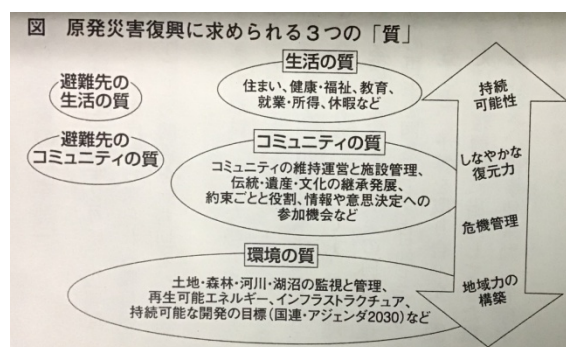 図　原発災害復興に求められる３つの「質」
避難先の
生活の質
避難先の
コミュニティの質
生活の質
住まい、健康・福祉、教育、
就業・所得、休暇など
コミュニティの質
コミュニティの維持運営と施設管理、
伝統・遺産・文化の継承発展、
約束ごとと役割、情報や意思決定への
参加機会など
環境の質
土地・森林・河川・湖沼の監視と管理、
再生可能エネルギー、インフラストラクチュア、
持続可能な開発の目標（国連・アジェンダ2030）など
持続
可能性
しなやかな
復元力
危機管理
地域力の
構築